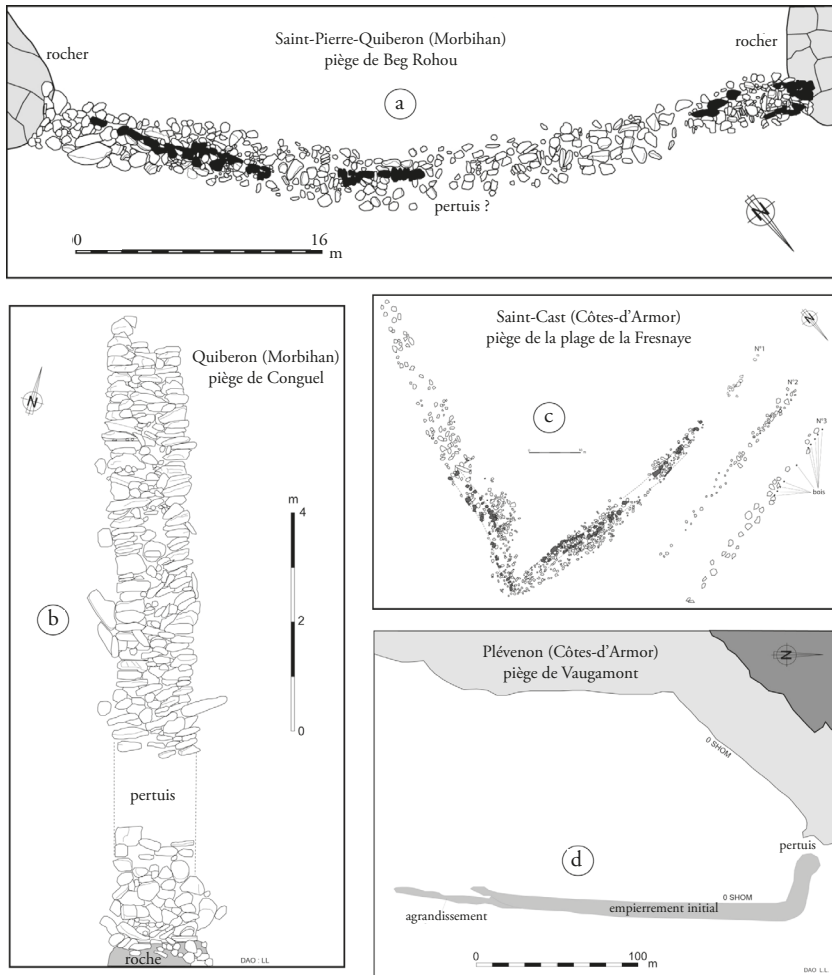 Saint-Pierre-Quiberon (Morbihan)
piège de Beg Rohou
rocher
rocher
a
pertuis ?
N
0 16
m
Quiberon (Morbihan)
piège de Conguel
N
m
4
2
0
b
pertuis
roche
DAO : LL
Saint-Cast (Côtes-d'Armor)
piège de la plage de la Fresnaye
N
N°1
N°2
N°3
c
bois
Plévenon (Côtes-d'Armor)
piège de Vaugamont
N
0 SHOM
pertuis
d
0 SHOM
empierrement initial
agrandissement
0 100
m
DAO : LL